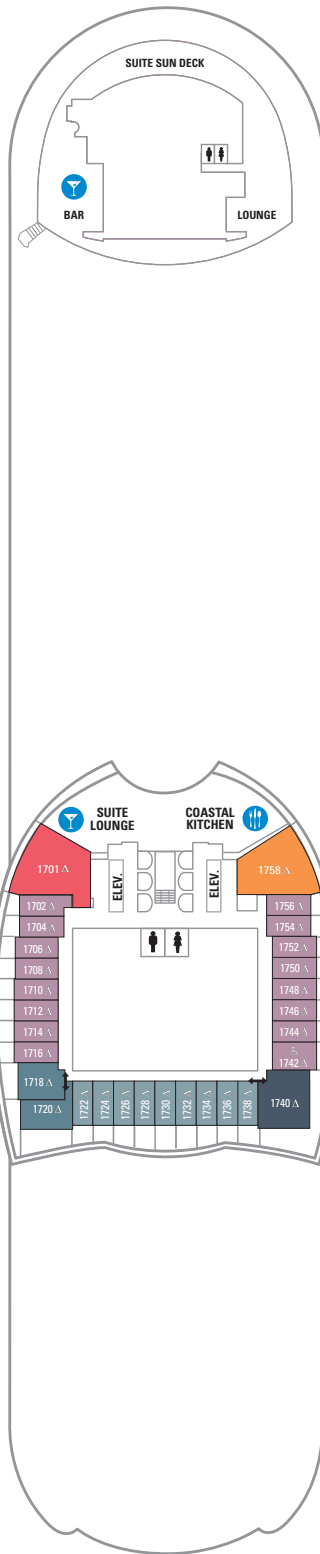 SUITE SUN DECK
BAR
LOUNGE
SUITE
LOUNGE
COASTAL
KITCHEN
1701 Δ
1758 Δ
ELEV.
ELEV.
1702 Λ
1704 Λ
1706 Λ
1708 Λ
1710 Λ
1712 Λ
1714 Λ
1716 Λ
1718 Λ
1720 Λ
1722 Λ
1724 Λ
1726 Λ
1728 Λ
1730 Λ
1732 Λ
1734 Λ
1736 Λ
1738 Λ
1740 Δ
1756 Λ
1754 Λ
1752 Λ
1750 Λ
1748 Λ
1746 Λ
1744 Λ
1742 Λ